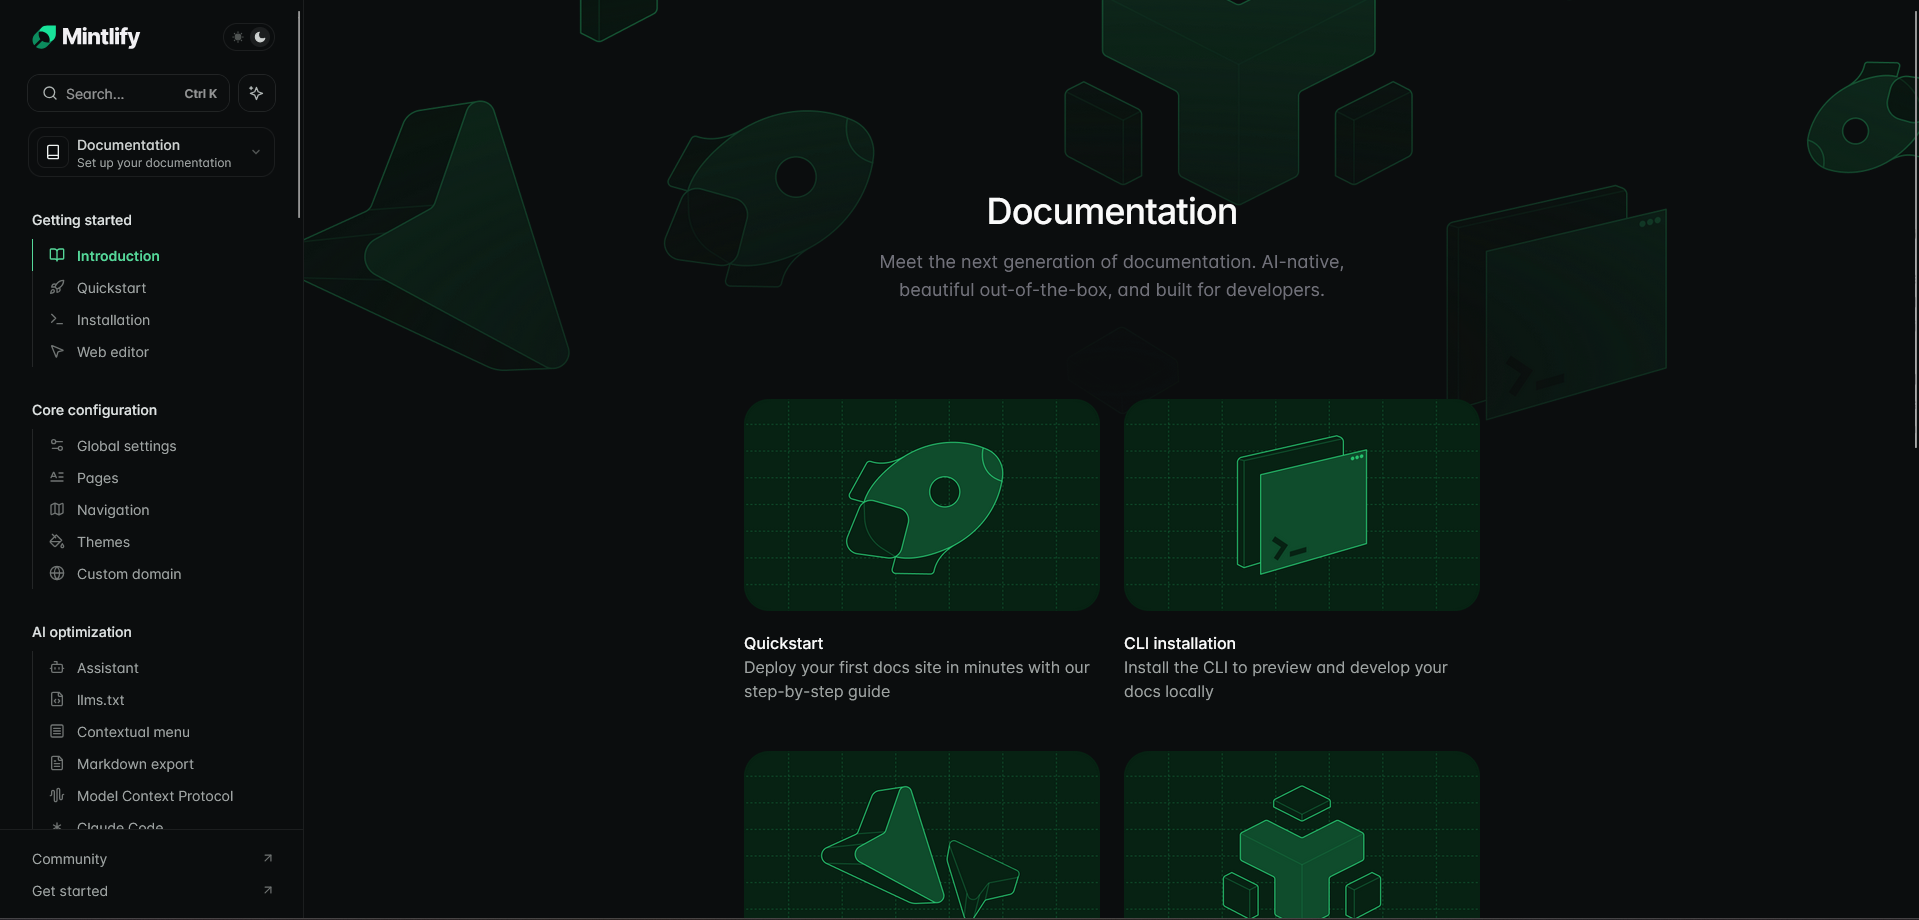 Mintlify
Search...
Ctrl K
Documentation
Set up your documentation
Getting started
Introduction
Quickstart
Installation
Web editor
Core configuration
Global settings
Pages
Navigation
Themes
Custom domain
AI optimization
Assistant
llms.txt
Contextual menu
Markdown export
Model Context Protocol
Claude Code
Community
Get started
Documentation
Meet the next generation of documentation. AI-native,
beautiful out-of-the-box, and built for developers.
Quickstart
Deploy your first docs site in minutes with our
step-by-step guide
CLI installation
Install the CLI to preview and develop your
docs locally